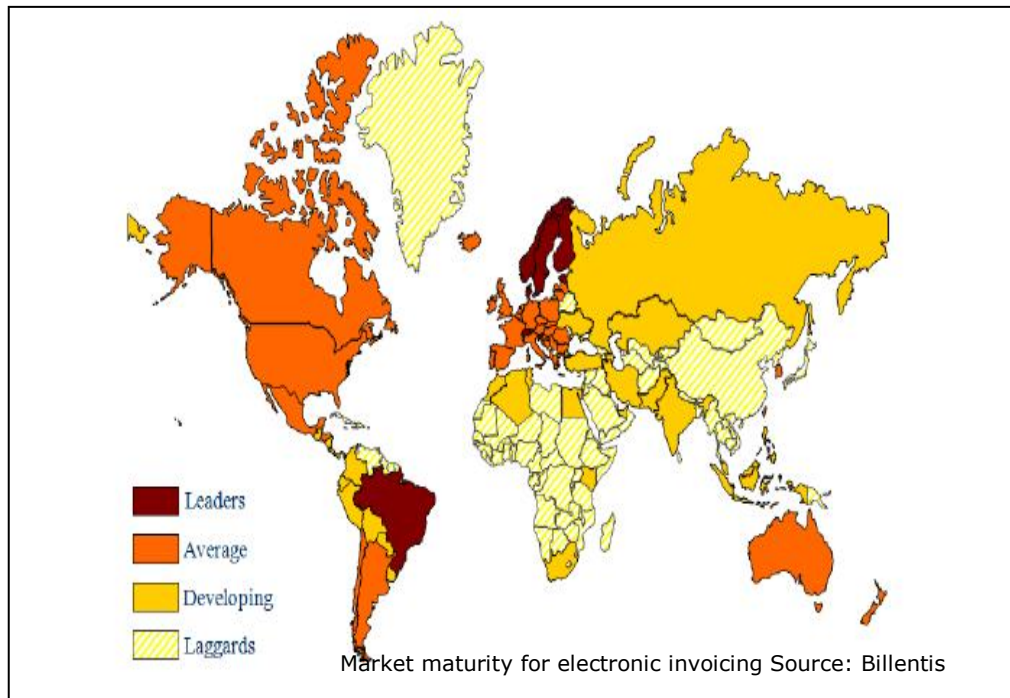 Leaders
Average
Developing
Laggards
Market maturity for electronic invoicing Source: Billentis